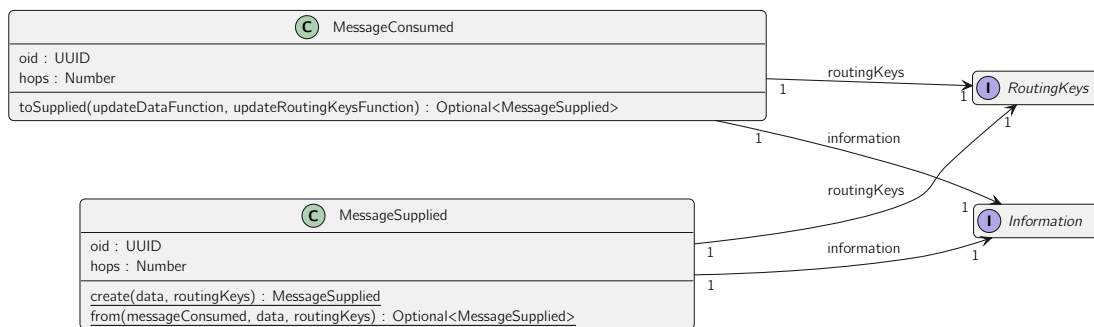 C MessageConsumed
oid : UUID
hops : Number
toSupplied(updateDataFunction, updateRoutingKeysFunction) : Optional<MessageSupplied>
routingKeys
1
1
I RoutingKeys
1
1
information
routingKeys
1
I Information
C MessageSupplied
oid : UUID
hops : Number
1
information
1
1
create(data, routingKeys) : MessageSupplied
from(messageConsumed, data, routingKeys) : Optional<MessageSupplied>